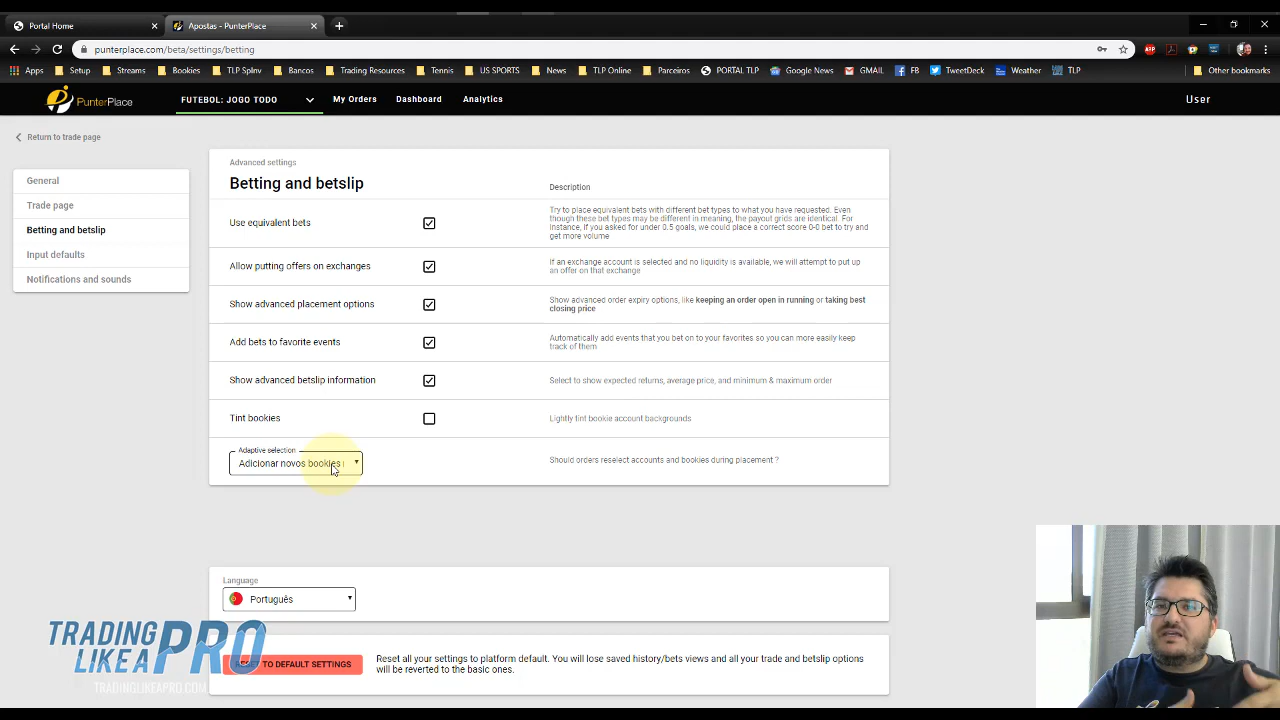 Portal Home
Apostas - PunterPlace
punterplace.com/beta/settings/betting
Apps Setup Streams Bookies TLP SpInv Bancos Trading Resources Tennis US SPORTS News TLP Online Parceiros PORTAL TLP Google News GMAIL FB TweetDeck Weather TLP Other bookmarks
PunterPlace FUTEBOL: JOGO TODO My Orders Dashboard Analytics User
Return to trade page
General
Trade page
Betting and betslip
Input defaults
Notifications and sounds
Advanced settings
Betting and betslip
Description
Use equivalent bets
Try to place equivalent bets with different bet types to what you have requested. Even
though these bet types may be different in meaning, the payout grids are identical. For
instance, if you asked for under 0.5 goals, we could place a correct score 0-0 bet to try and
get more volume
Allow putting offers on exchanges
If an exchange account is selected and no liquidity is available, we will attempt to put up
an offer on that exchange
Show advanced placement options
Show advanced order expiry options, like keeping an order open in running or taking best
closing price
Add bets to favorite events
Automatically add events that you bet on to your favorites so you can more easily keep
track of them
Show advanced betslip information
Select to show expected returns, average price, and minimum & maximum order
Tint bookies
Lightly tint bookie account backgrounds
Adaptive selection
Adicionar novos bookies
Should orders reselect accounts and bookies during placement ?
Language
Português
RESET TO DEFAULT SETTINGS
Reset all your settings to platform default. You will lose saved history/bets views and all your trade and betslip options
will be reverted to the basic ones.
TRADING
LIKE A PRO
TRADINGLIKEAPRO.COM